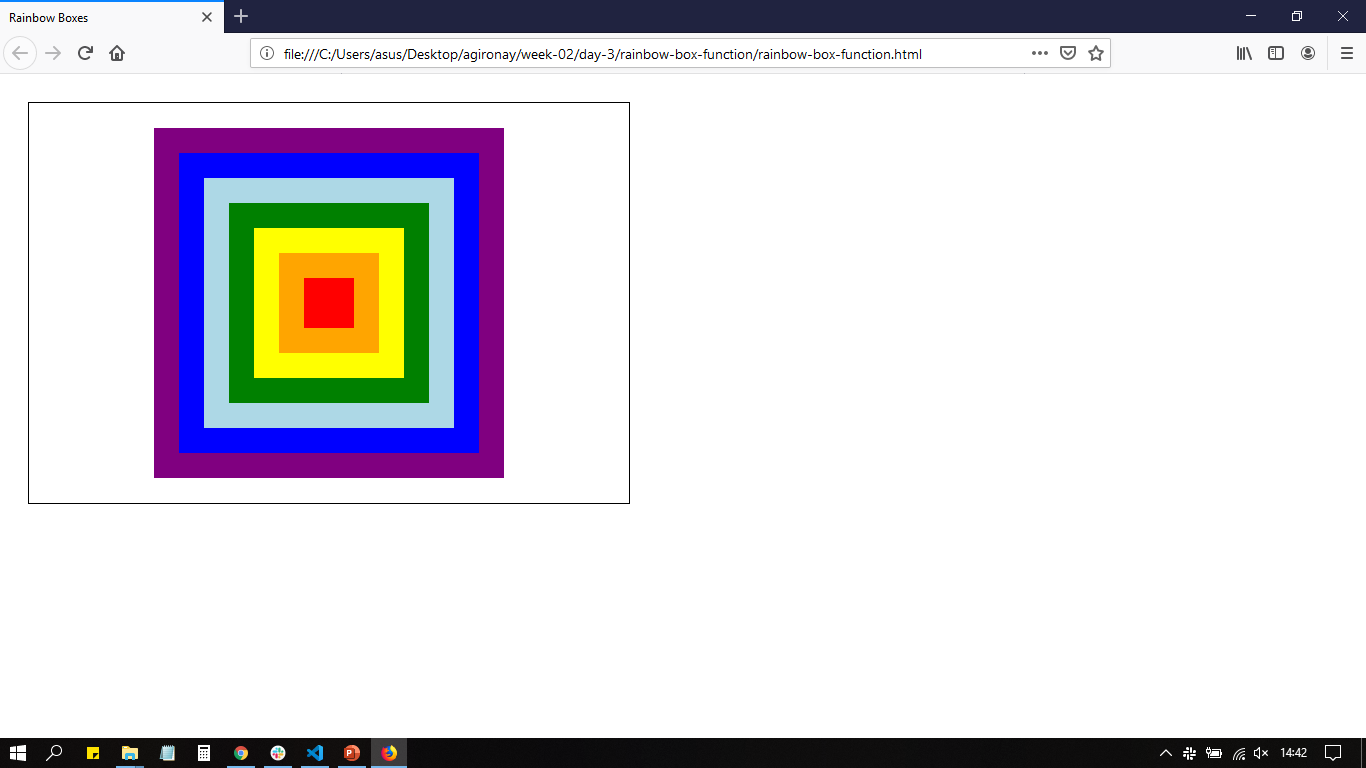 Rainbow Boxes
file:///C:/Users/asus/Desktop/agironay/week-02/day-3/rainbow-box-function/rainbow-box-function.html
14:42